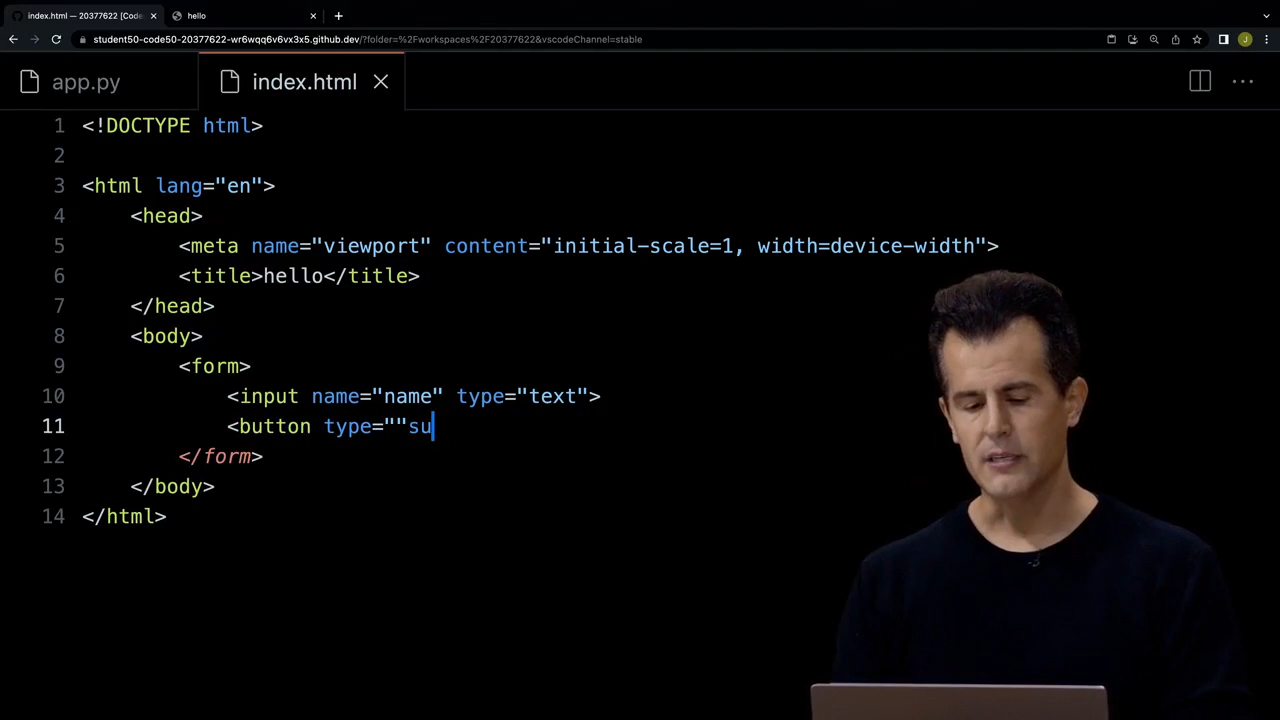 index.html — 20377622 [Code
hello
student50-code50-20377622-wr6wqq6v6vx3x5.github.dev/?folder=%2Fworkspaces%2F20377622&vscodeChannel=stable
J
app.py
index.html
1 <!DOCTYPE html>
2
3 <html lang="en">
4 <head>
5 <meta name="viewport" content="initial-scale=1, width=device-width">
6 <title>hello</title>
7 </head>
8 <body>
9 <form>
10 <input name="name" type="text">
11 <button type=""su
12 </form>
13 </body>
14 </html>